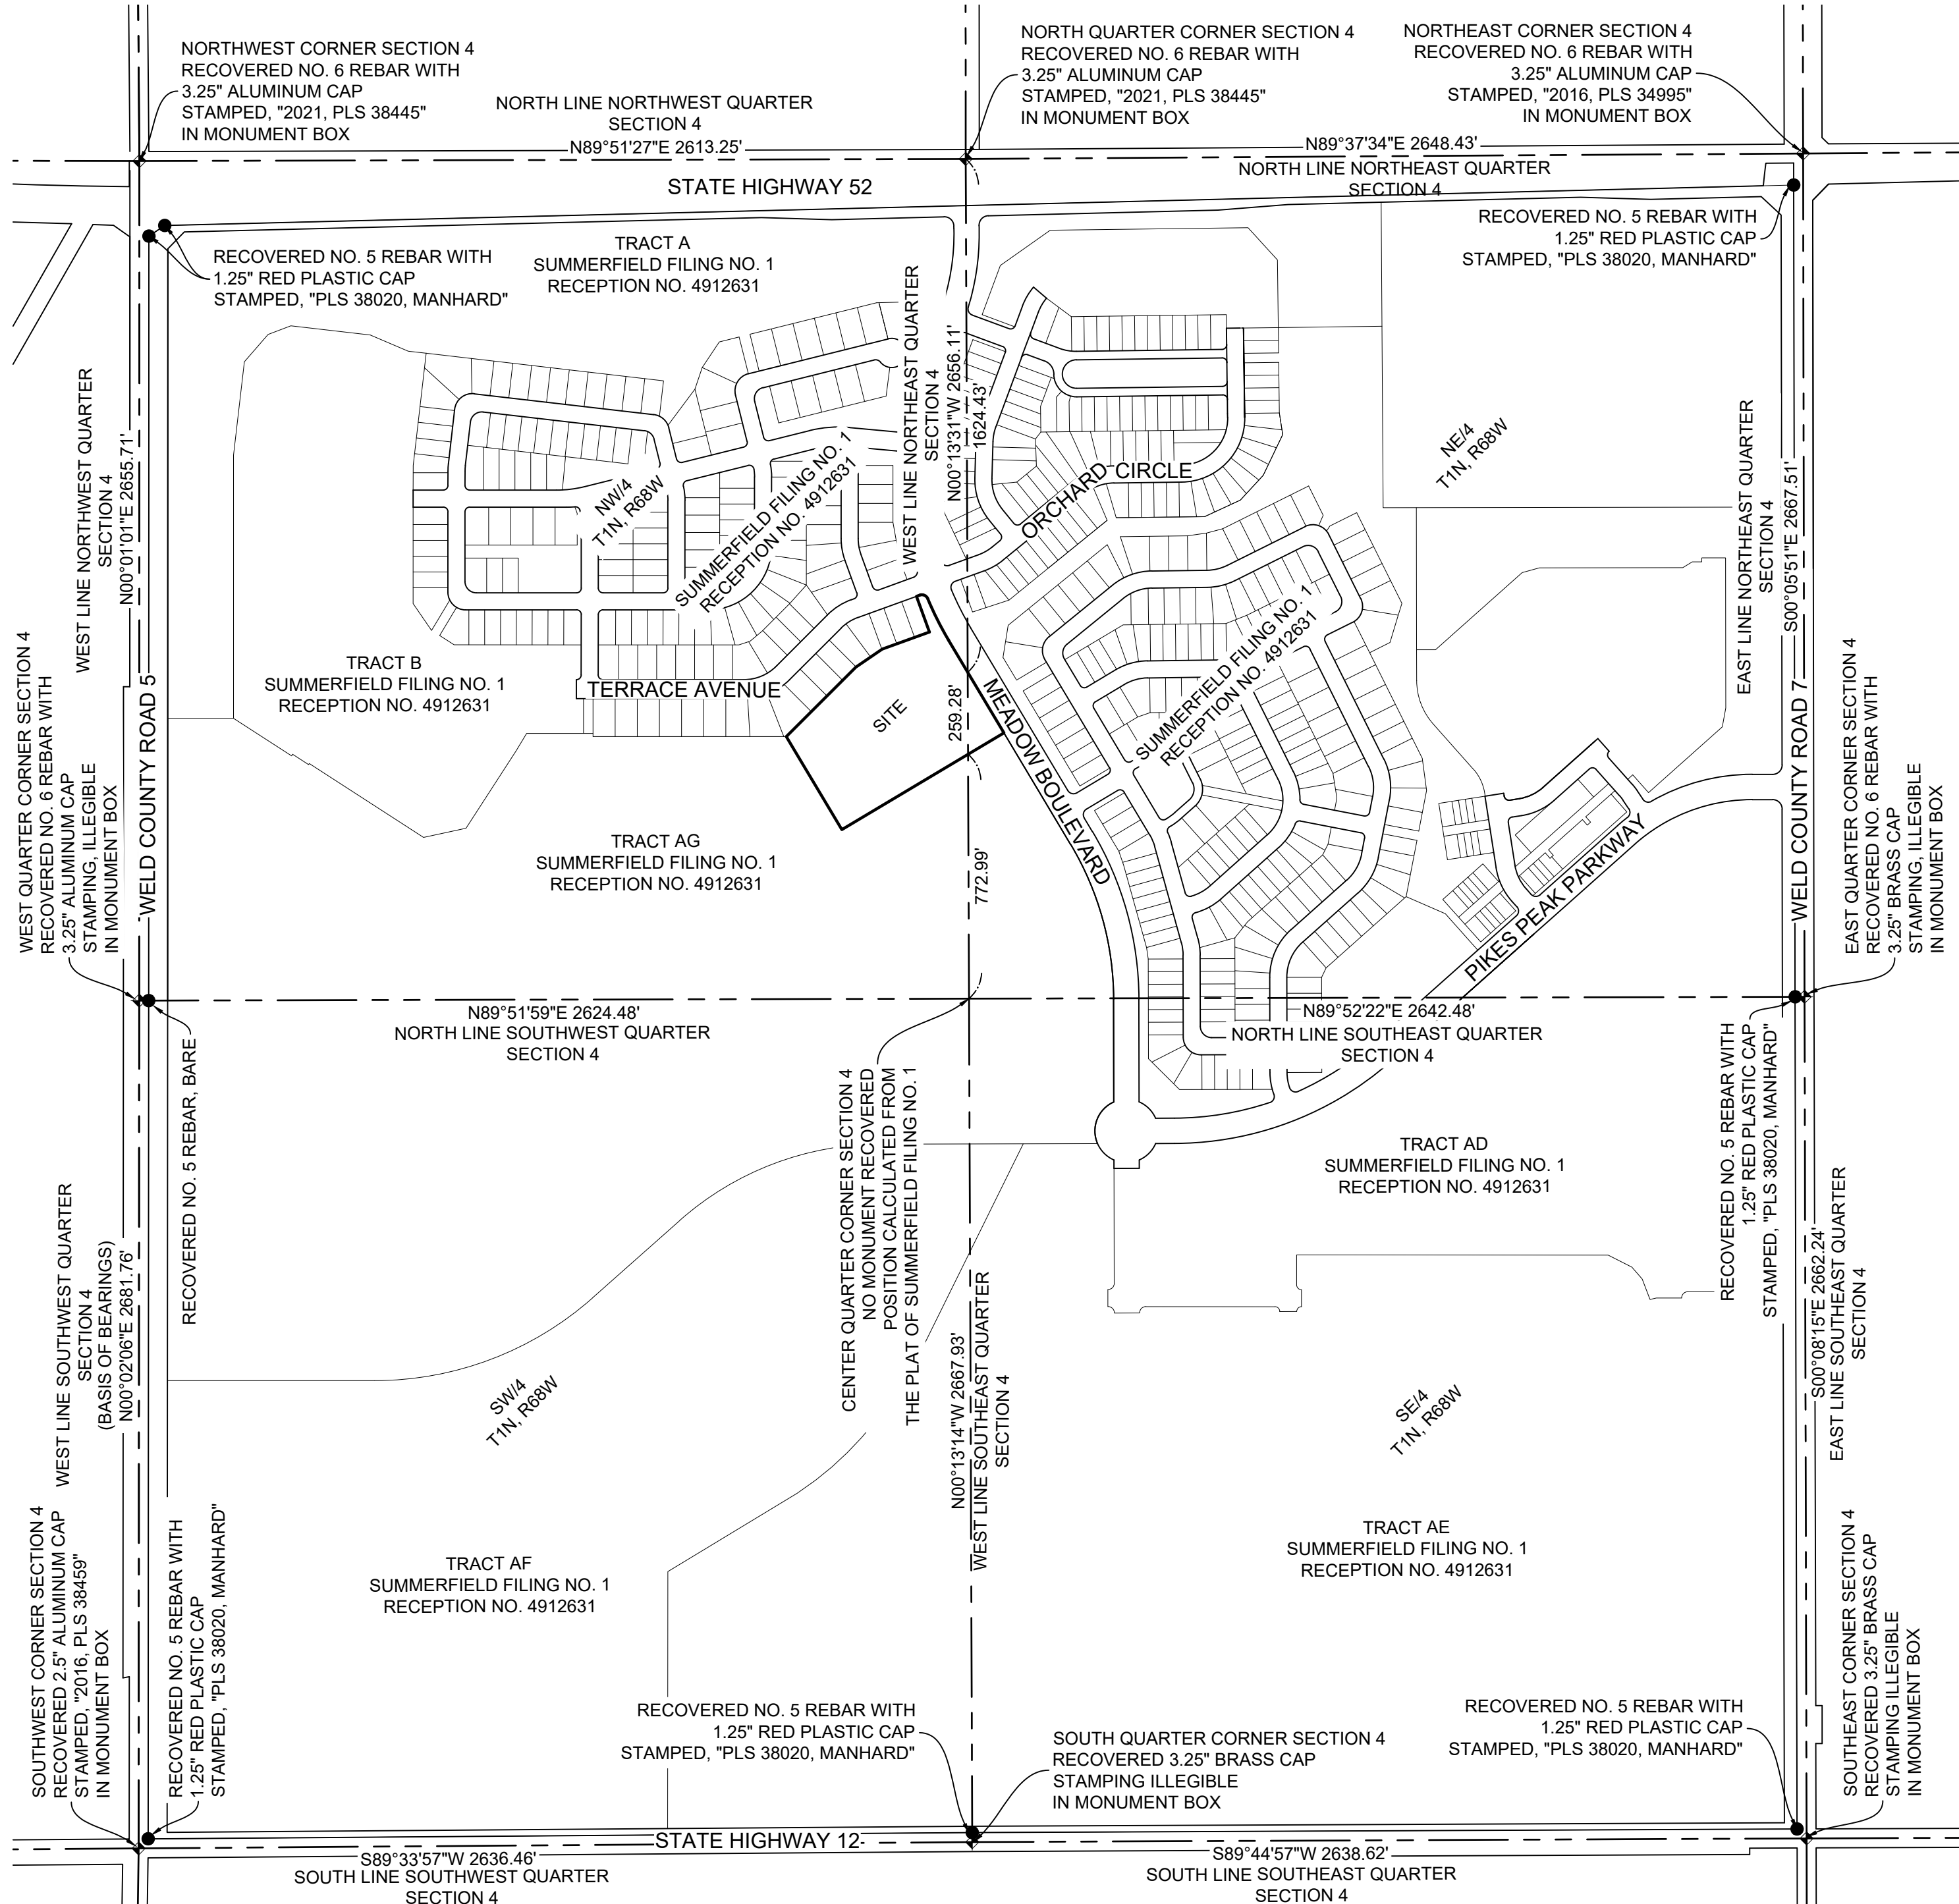 NORTHWEST CORNER SECTION 4
RECOVERED NO. 6 REBAR WITH
3.25" ALUMINUM CAP
STAMPED, "2021, PLS 38445"
IN MONUMENT BOX
NORTH LINE NORTHWEST QUARTER
SECTION 4
N89°51'27"E 2613.25'
NORTH QUARTER CORNER SECTION 4
RECOVERED NO. 6 REBAR WITH
3.25" ALUMINUM CAP
STAMPED, "2021, PLS 38445"
IN MONUMENT BOX
NORTHEAST CORNER SECTION 4
RECOVERED NO. 6 REBAR WITH
3.25" ALUMINUM CAP
STAMPED, "2016, PLS 34995"
IN MONUMENT BOX
N89°37'34"E 2648.43'
NORTH LINE NORTHEAST QUARTER
SECTION 4
STATE HIGHWAY 52
RECOVERED NO. 5 REBAR WITH
1.25" RED PLASTIC CAP
STAMPED, "PLS 38020, MANHARD"
TRACT A
SUMMERFIELD FILING NO. 1
RECEPTION NO. 4912631
RECOVERED NO. 5 REBAR WITH
1.25" RED PLASTIC CAP
STAMPED, "PLS 38020, MANHARD"
WEST LINE NORTHWEST QUARTER
SECTION 4
N00°01'01"E 2655.71'
WEST LINE NORTHEAST QUARTER
SECTION 4
N00°13'31"W 2656.11'
1624.43'
NW/4
T1N, R68W
SUMMERFIELD FILING NO. 1
RECEPTION NO. 4912631
ORCHARD CIRCLE
NE/4
T1N, R68W
EAST LINE NORTHEAST QUARTER
SECTION 4
S00°05'51"E 2667.51'
TRACT B
SUMMERFIELD FILING NO. 1
RECEPTION NO. 4912631
TERRACE AVENUE
SITE
259.28'
MEADOW BOULEVARD
SUMMERFIELD FILING NO. 1
RECEPTION NO. 4912631
WEST QUARTER CORNER SECTION 4
RECOVERED NO. 6 REBAR WITH
3.25" ALUMINUM CAP
STAMPING, ILLEGIBLE
IN MONUMENT BOX
WELD COUNTY ROAD 5
WELD COUNTY ROAD 7
EAST QUARTER CORNER SECTION 4
RECOVERED NO. 6 REBAR WITH
3.25" BRASS CAP
STAMPING, ILLEGIBLE
IN MONUMENT BOX
TRACT AG
SUMMERFIELD FILING NO. 1
RECEPTION NO. 4912631
772.99'
PIKES PEAK PARKWAY
N89°51'59"E 2624.48'
NORTH LINE SOUTHWEST QUARTER
SECTION 4
N89°52'22"E 2642.48'
NORTH LINE SOUTHEAST QUARTER
SECTION 4
RECOVERED NO. 5 REBAR, BARE
CENTER QUARTER CORNER SECTION 4
NO MONUMENT RECOVERED
POSITION CALCULATED FROM
THE PLAT OF SUMMERFIELD FILING NO. 1
RECOVERED NO. 5 REBAR WITH
1.25" RED PLASTIC CAP
STAMPED, "PLS 38020, MANHARD"
TRACT AD
SUMMERFIELD FILING NO. 1
RECEPTION NO. 4912631
WEST LINE SOUTHWEST QUARTER
SECTION 4
(BASIS OF BEARINGS)
N00°02'06"E 2681.76'
N00°13'14"W 2667.93'
WEST LINE SOUTHEAST QUARTER
SECTION 4
S00°08'15"E 2662.24'
EAST LINE SOUTHEAST QUARTER
SECTION 4
SW/4
T1N, R68W
SE/4
T1N, R68W
TRACT AF
SUMMERFIELD FILING NO. 1
RECEPTION NO. 4912631
TRACT AE
SUMMERFIELD FILING NO. 1
RECEPTION NO. 4912631
SOUTHWEST CORNER SECTION 4
RECOVERED 2.5" ALUMINUM CAP
STAMPED, "2016, PLS 38459"
IN MONUMENT BOX
RECOVERED NO. 5 REBAR WITH
1.25" RED PLASTIC CAP
STAMPED, "PLS 38020, MANHARD"
RECOVERED NO. 5 REBAR WITH
1.25" RED PLASTIC CAP
STAMPED, "PLS 38020, MANHARD"
SOUTH QUARTER CORNER SECTION 4
RECOVERED 3.25" BRASS CAP
STAMPING ILLEGIBLE
IN MONUMENT BOX
RECOVERED NO. 5 REBAR WITH
1.25" RED PLASTIC CAP
STAMPED, "PLS 38020, MANHARD"
SOUTHEAST CORNER SECTION 4
RECOVERED 3.25" BRASS CAP
STAMPING ILLEGIBLE
IN MONUMENT BOX
STATE HIGHWAY 12
S89°33'57"W 2636.46'
SOUTH LINE SOUTHWEST QUARTER
SECTION 4
S89°44'57"W 2638.62'
SOUTH LINE SOUTHEAST QUARTER
SECTION 4